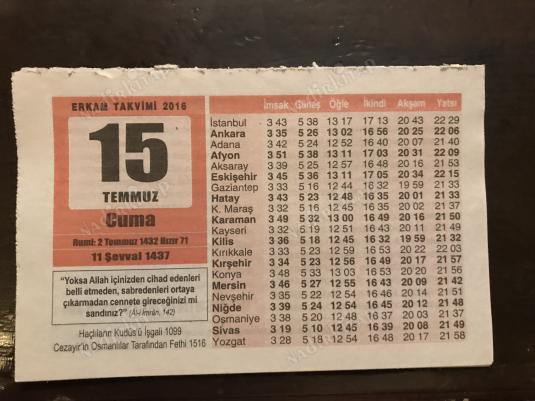 ERKAM TAKVİMİ 2016
15
TEMMUZ
Cuma
Rumi: 2 Temmuz 1432 Hızır 71
11 Şevval 1437
"Yoksa Allah içinizden cihad edenleri
belli etmeden, sabredenleri ortaya
çıkarmadan cennete gireceğinizi mi
sandınız?" (Âl-i İmrân, 142)
Haçlıların Kudüs'ü İşgali 1099
Cezayir'in Osmanlılar Tarafından Fethi 1516
İmsak Güneş Öğle İkindi Akşam Yatsı
İstanbul 3 43 5 38 13 17 17 13 20 43 22 29
Ankara 3 35 5 26 13 02 16 56 20 25 22 06
Adana 3 42 5 24 12 52 16 40 20 07 21 40
Afyon 3 51 5 38 13 11 17 03 20 31 22 09
Aksaray 3 39 5 25 12 57 16 48 20 16 21 53
Eskişehir 3 45 5 36 13 11 17 05 20 34 22 15
Gaziantep 3 33 5 16 12 44 16 32 19 59 21 33
Hatay 3 43 5 23 12 48 16 35 20 01 21 33
K. Maraş 3 32 5 16 12 45 16 35 20 02 21 37
Karaman 3 49 5 32 13 00 16 49 20 16 21 50
Kayseri 3 32 5 19 12 51 16 43 20 11 21 49
Kilis 3 36 5 18 12 45 16 32 19 59 21 32
Kırıkkale 3 33 5 23 12 59 16 53 20 22 22 03
Kırşehir 3 34 5 23 12 56 16 49 20 17 21 57
Konya 3 48 5 33 13 02 16 53 20 20 21 56
Mersin 3 46 5 27 12 55 16 43 20 09 21 42
Nevşehir 3 35 5 22 12 54 16 46 20 14 21 51
Niğde 3 39 5 24 12 54 16 45 20 12 21 48
Osmaniye 3 38 5 20 12 48 16 37 20 03 21 37
Sivas 3 19 5 10 12 45 16 39 20 08 21 49
Yozgat 3 28 5 18 12 54 16 48 20 17 21 58